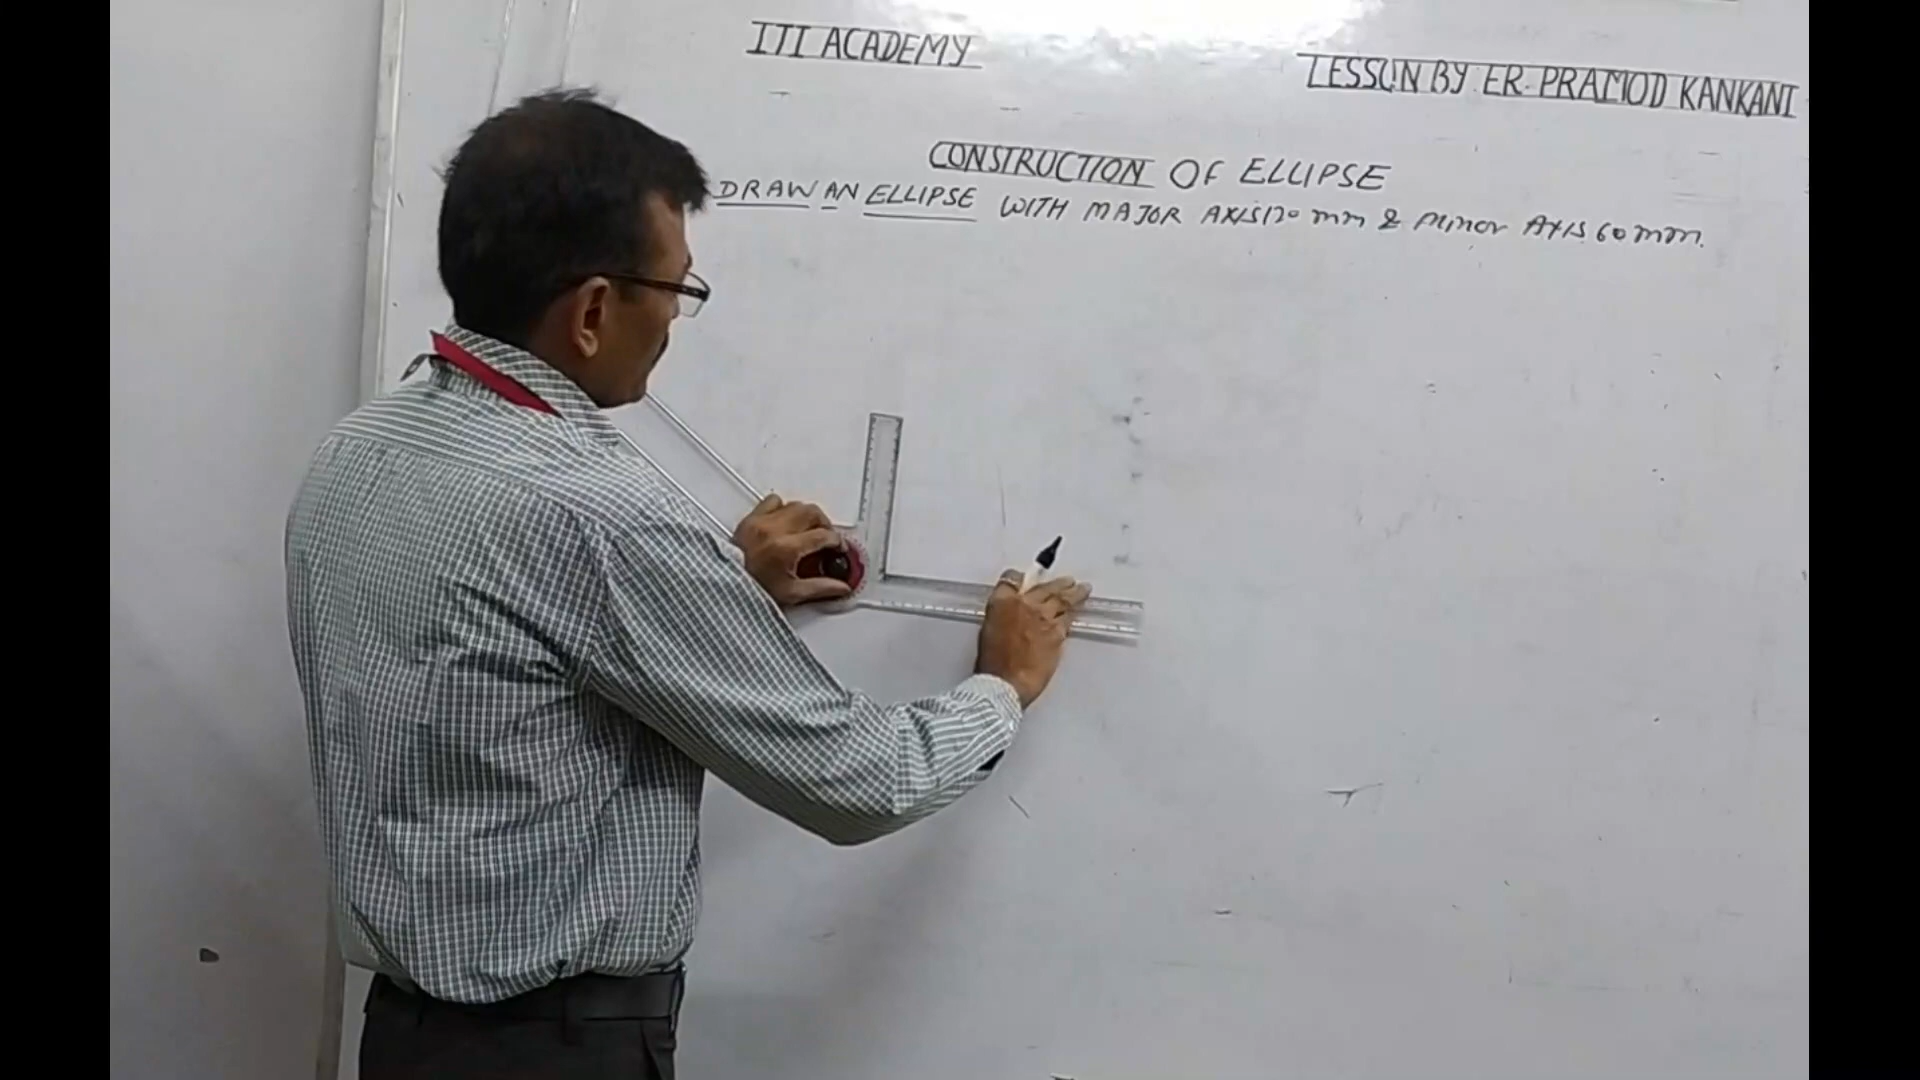 ITI ACADEMY
LESSON BY ER. PRAMOD KANKANI
CONSTRUCTION OF ELLIPSE
DRAW AN ELLIPSE WITH MAJOR AXIS 120 mm & MINOR AXIS 60 mm.